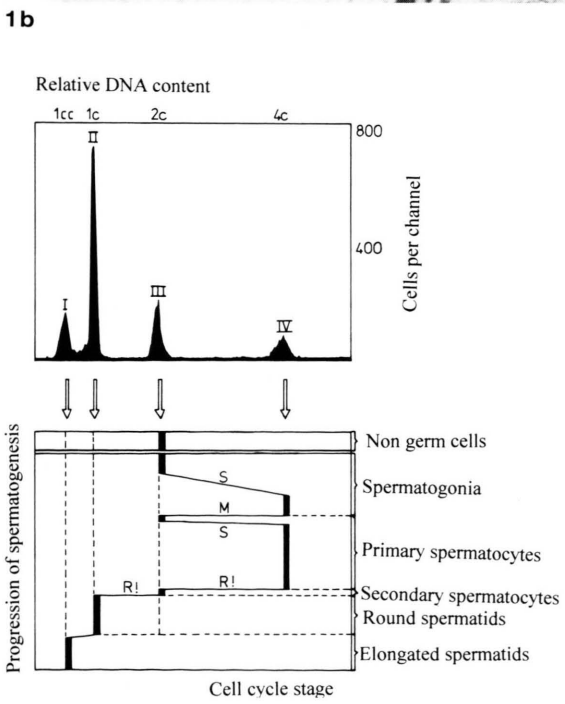 1b
Relative DNA content
1cc 1c 2c 4c
800
400
Cells per channel
I
II
III
IV
Progression of spermatogenesis
S
M
S
R! R!
Non germ cells
Spermatogonia
Primary spermatocytes
Secondary spermatocytes
Round spermatids
Elongated spermatids
Cell cycle stage